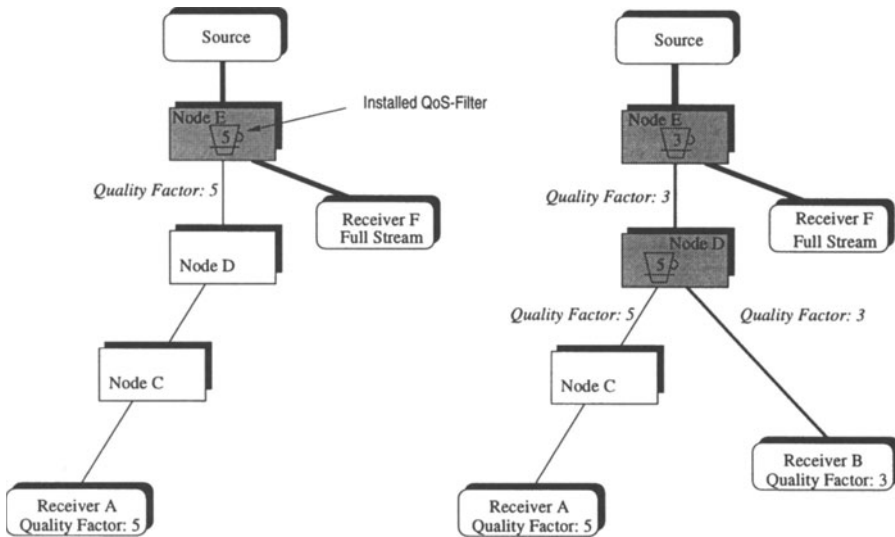 Source
Installed QoS-Filter
Node E
5
Quality Factor: 5
Receiver F
Full Stream
Node D
Node C
Receiver A
Quality Factor: 5
Source
Node E
3
Quality Factor: 3
Receiver F
Full Stream
Node D
5
Quality Factor: 5
Quality Factor: 3
Node C
Receiver B
Quality Factor: 3
Receiver A
Quality Factor: 5